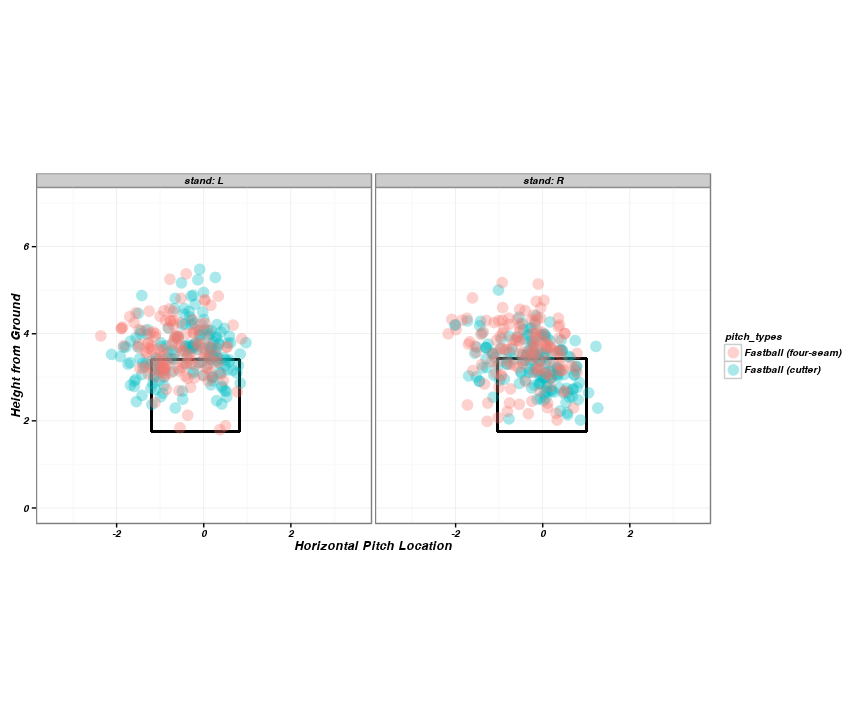 stand: L
stand: R
6
4
2
0
Height from Ground
-2
0
2
-2
0
2
Horizontal Pitch Location
pitch_types
Fastball (four-seam)
Fastball (cutter)